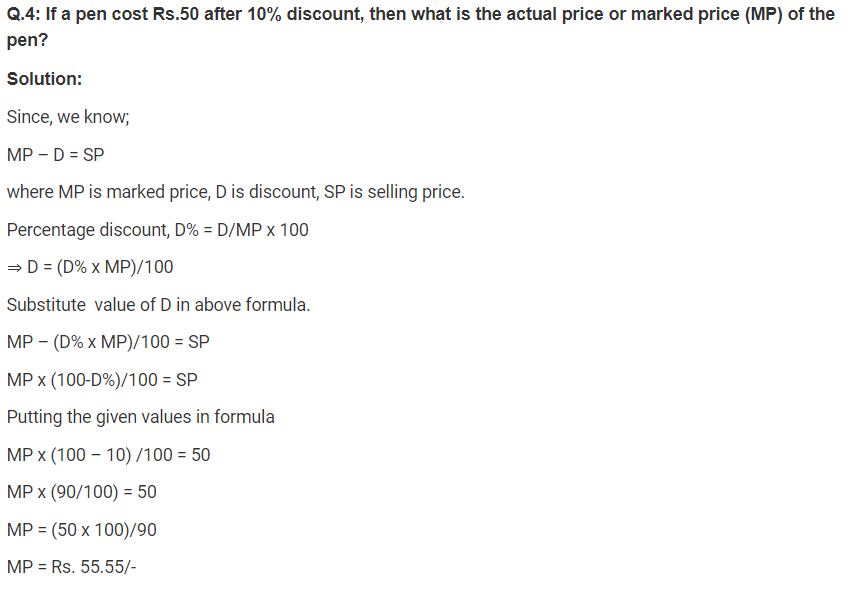 Q.4: If a pen cost Rs.50 after 10% discount, then what is the actual price or marked price (MP) of the
pen?
Solution:
Since, we know;
MP – D = SP
where MP is marked price, D is discount, SP is selling price.
Percentage discount, D% = D/MP x 100
⇒ D = (D% x MP)/100
Substitute  value of D in above formula.
MP – (D% x MP)/100 = SP
MP x (100-D%)/100 = SP
Putting the given values in formula
MP x (100 – 10) /100 = 50
MP x (90/100) = 50
MP = (50 x 100)/90
MP = Rs. 55.55/-